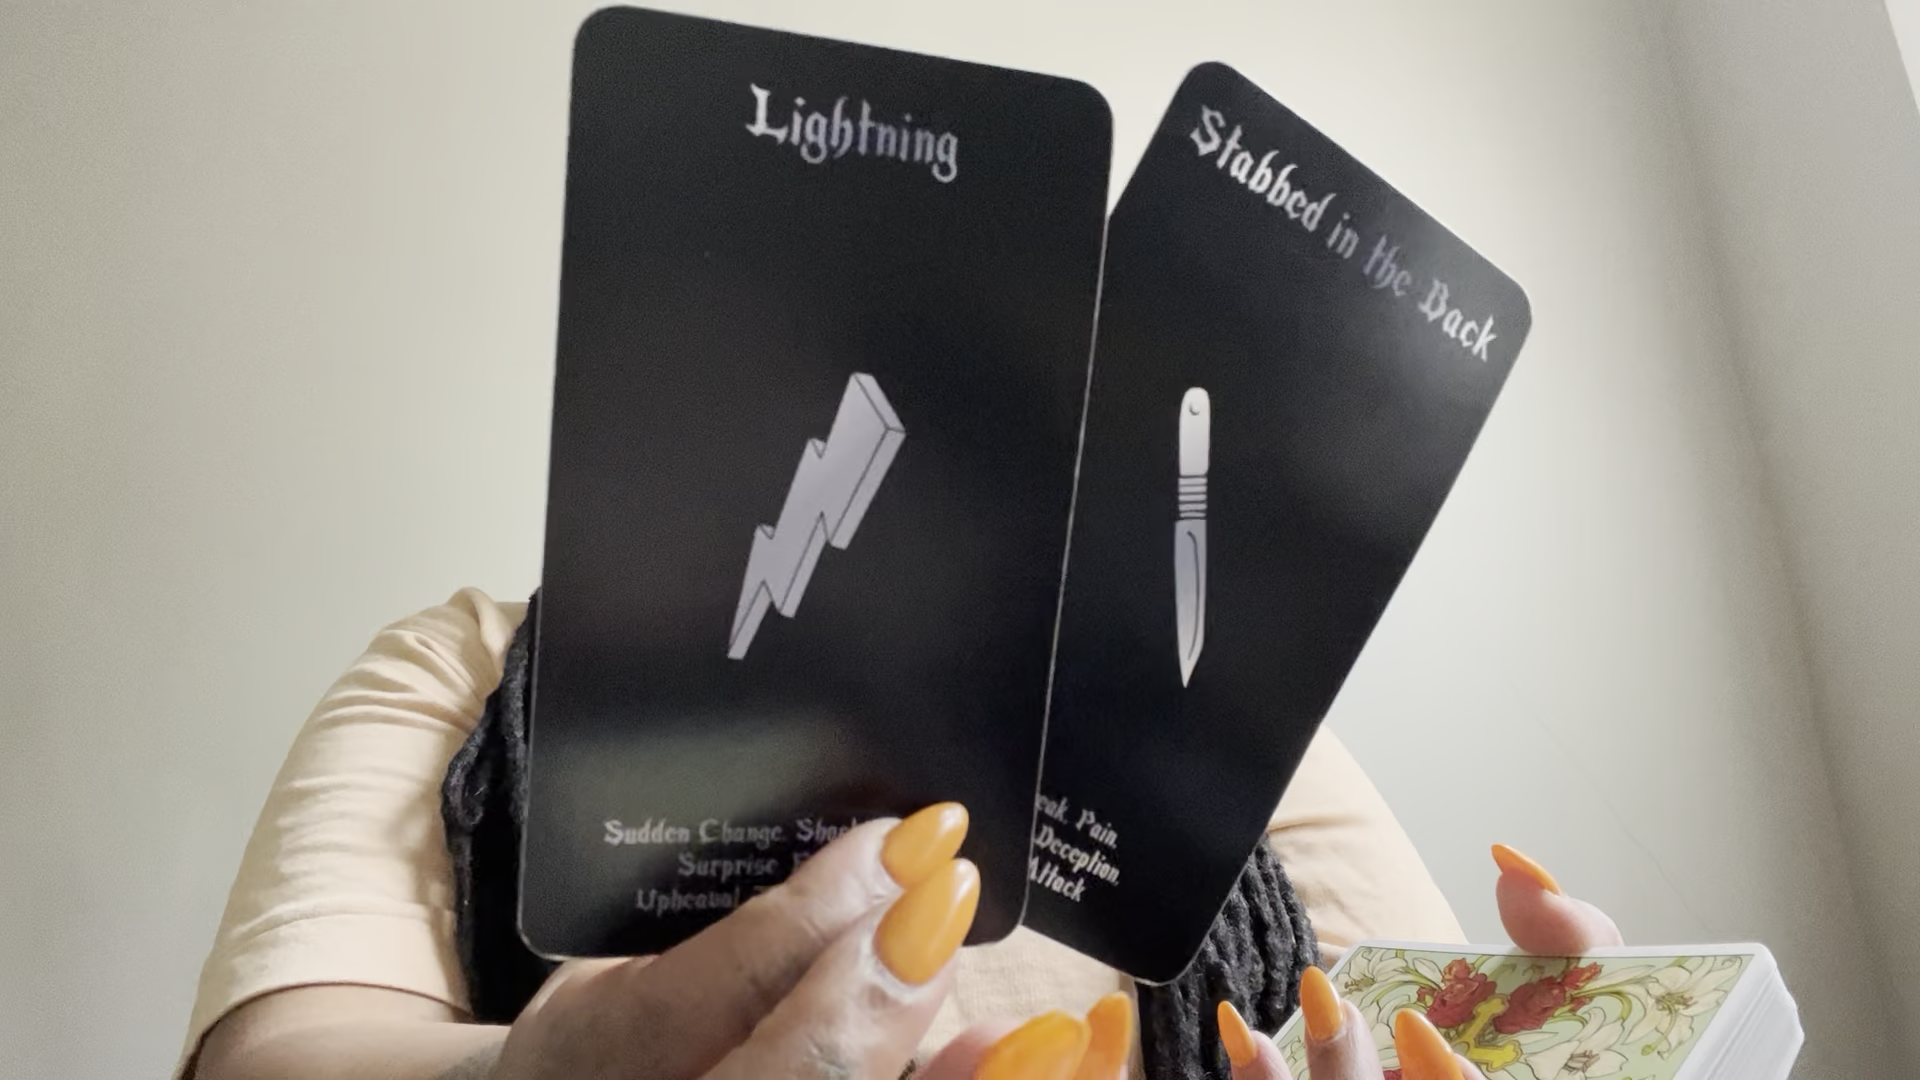 Lightning
Sudden Change. Shock
Surprise
Upheaval
Stabbed in the Back
eak. Pain.
Deception,
Attack